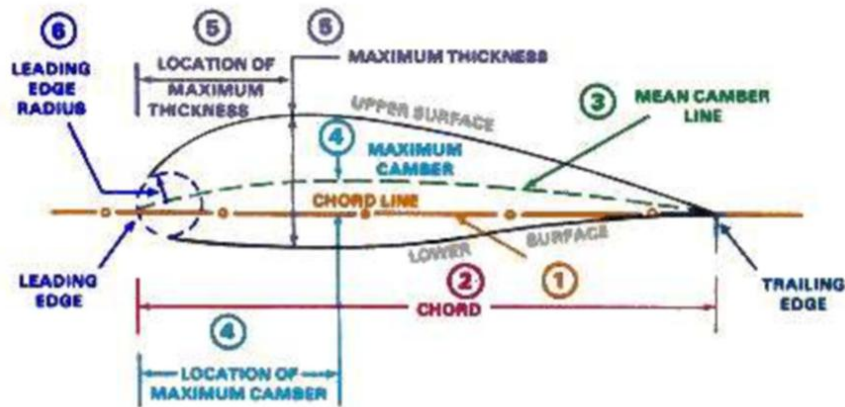 6
LEADING
EDGE
RADIUS
5
LOCATION OF
MAXIMUM
THICKNESS
5
MAXIMUM THICKNESS
UPPER SURFACE
3
MEAN CAMBER
LINE
4
MAXIMUM
CAMBER
CHORD LINE
LOWER SURFACE
LEADING
EDGE
2
CHORD
1
TRAILING
EDGE
4
LOCATION OF
MAXIMUM CAMBER